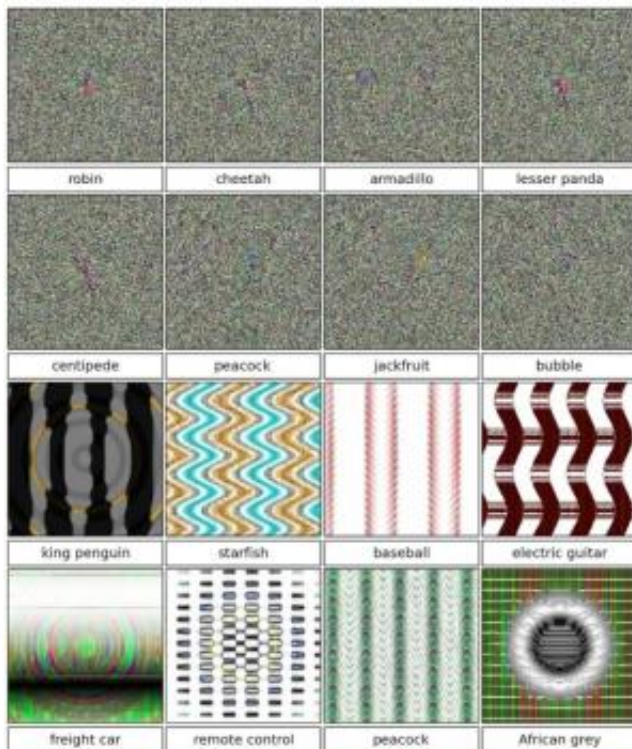 robin cheetah armadillo lesser panda
centipede peacock jackfruit bubble
king penguin starfish baseball electric guitar
freight car remote control peacock African grey